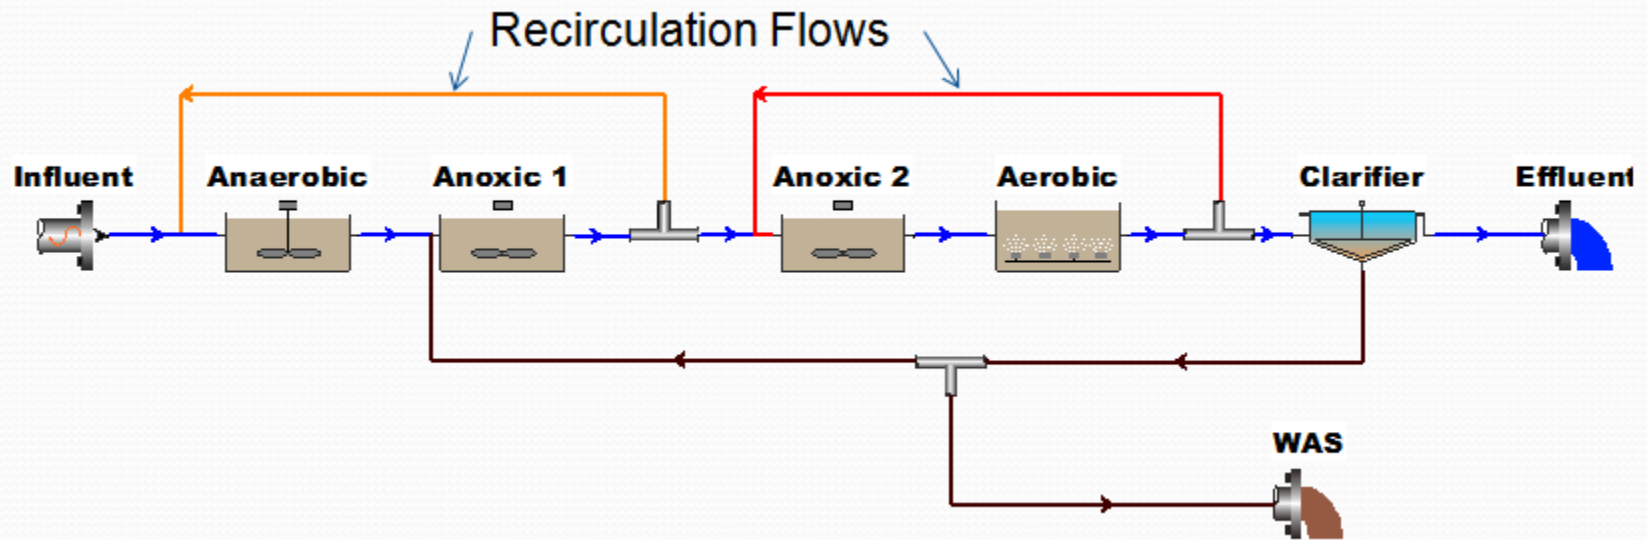 Recirculation Flows
Influent
Anaerobic
Anoxic 1
Anoxic 2
Aerobic
Clarifier
Effluent
WAS